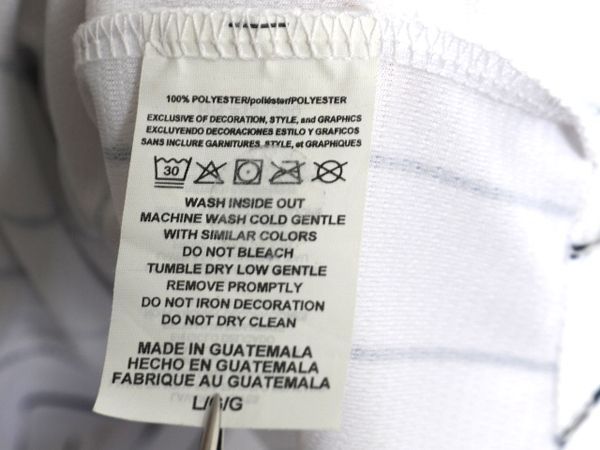 100% POLYESTER/poliéster/POLYESTER
EXCLUSIVE OF DECORATION, STYLE, and GRAPHICS
EXCLUYENDO DECORACIONES ESTILO Y GRAFICOS
SANS INCLURE GARNITURES, STYLE, et GRAPHIQUES
30
WASH INSIDE OUT
MACHINE WASH COLD GENTLE
WITH SIMILAR COLORS
DO NOT BLEACH
TUMBLE DRY LOW GENTLE
REMOVE PROMPTLY
DO NOT IRON DECORATION
DO NOT DRY CLEAN
MADE IN GUATEMALA
HECHO EN GUATEMALA
FABRIQUE AU GUATEMALA
L/G/G